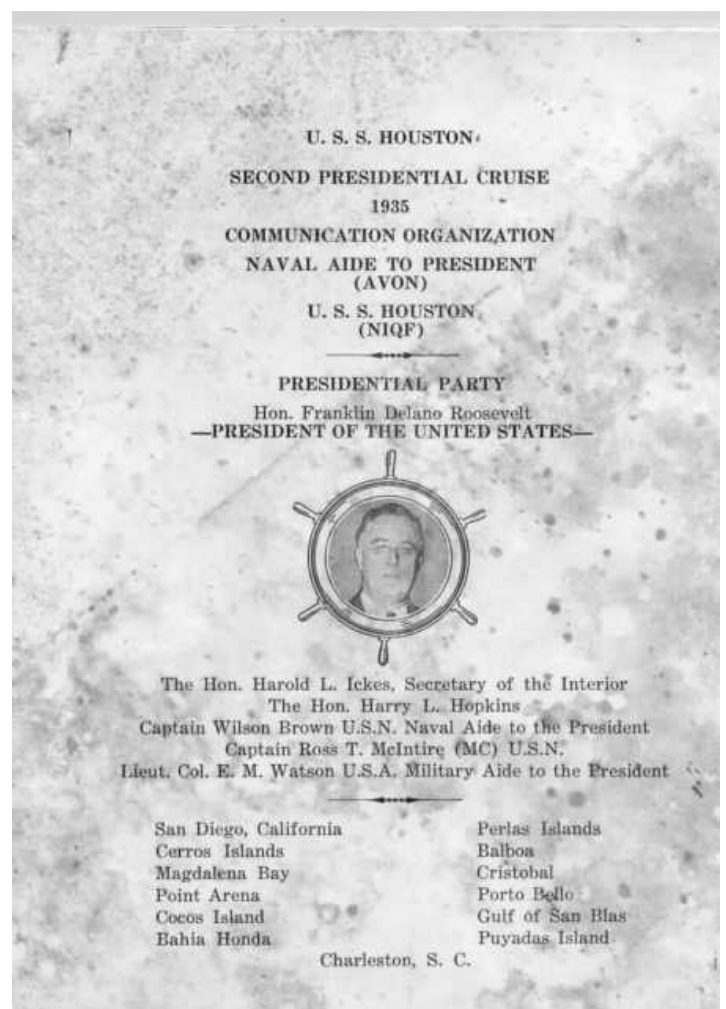 U. S. S. HOUSTON
SECOND PRESIDENTIAL CRUISE
1935
COMMUNICATION ORGANIZATION
NAVAL AIDE TO PRESIDENT
(AVON)
U. S. S. HOUSTON
(NIQF)
PRESIDENTIAL PARTY
Hon. Franklin Delano Roosevelt
—PRESIDENT OF THE UNITED STATES—
The Hon. Harold L. Ickes, Secretary of the Interior
The Hon. Harry L. Hopkins
Captain Wilson Brown U.S.N. Naval Aide to the President
Captain Ross T. McIntire (MC) U.S.N.
Lieut. Col. E. M. Watson U.S.A. Military Aide to the President
San Diego, California
Cerros Islands
Magdalena Bay
Point Arena
Cocos Island
Bahia Honda
Perlas Islands
Balboa
Cristobal
Porto Bello
Gulf of San Blas
Puyadas Island
Charleston, S. C.